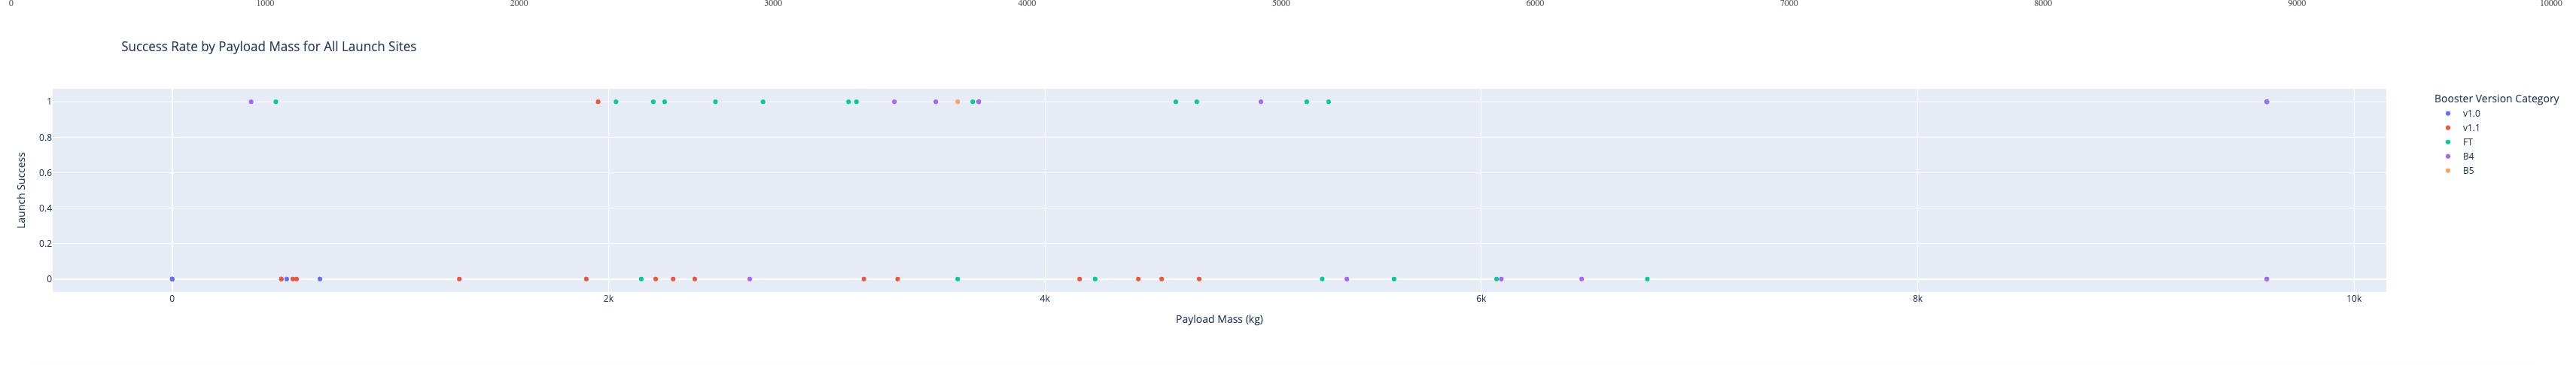 0 1000 2000 3000 4000 5000 6000 7000 8000 9000 10000
Success Rate by Payload Mass for All Launch Sites
1
0.8
0.6
0.4
0.2
0
Launch Success
0 2k 4k 6k 8k 10k
Payload Mass (kg)
Booster Version Category
v1.0
v1.1
FT
B4
B5